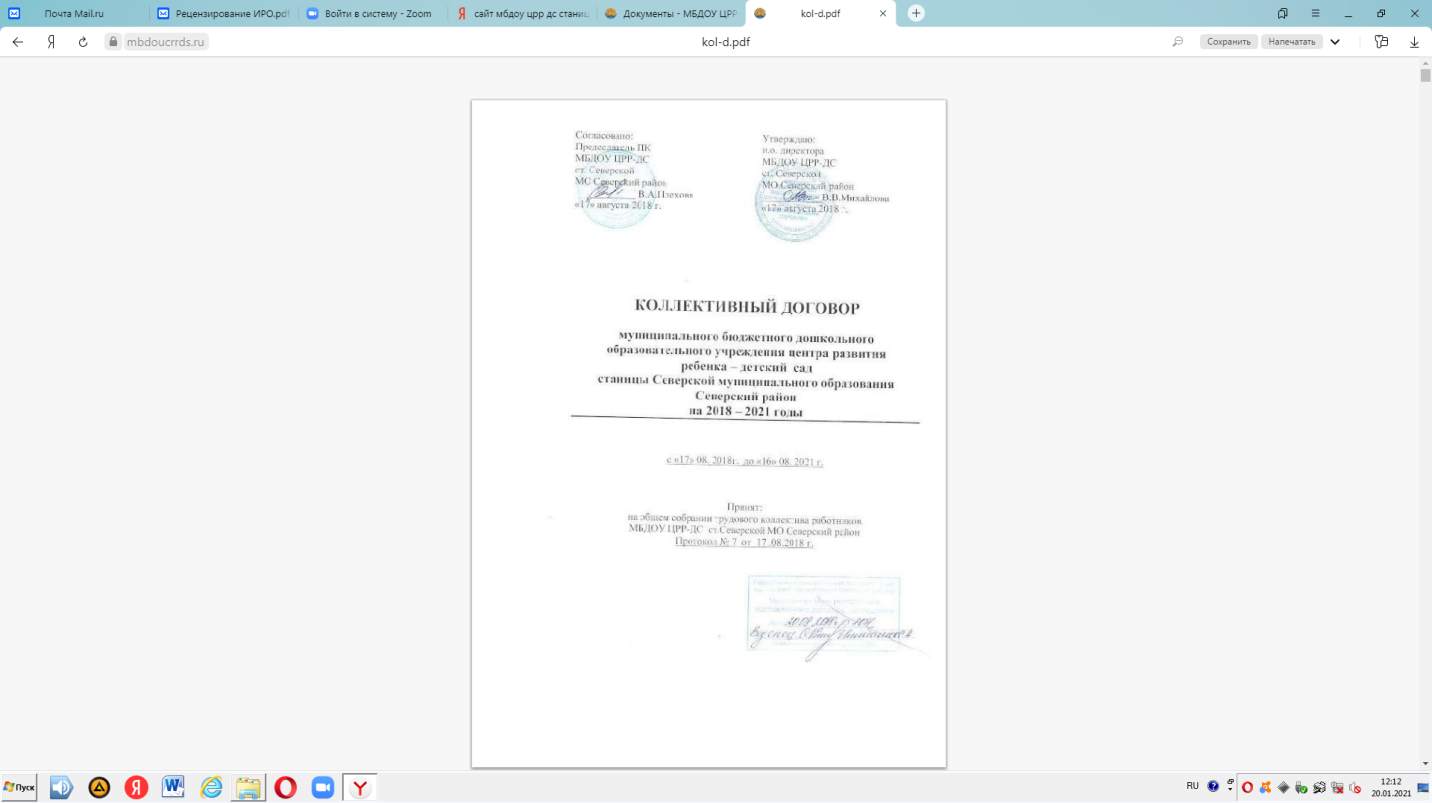 Почта Mail.ru
Рецензирование ИРО.pdf
Войти в систему - Zoom
сайт мбдоу црр дс станиц
Документы - МБДОУ ЦРР
kol-d.pdf
mbdoucrrds.ru
kol-d.pdf
Сохранить
Напечатать
Согласовано:
Председатель ПК
МБДОУ ЦРР-ДС
ст. Северской
МС Северский район
В.А.Плехова
«17» августа 2018 г.
Утверждаю:
и.о. директора
МБДОУ ЦРР-ДС
ст. Северской
МО Северский район
В.В.Михайлова
«17» августа 2018 г.
КОЛЛЕКТИВНЫЙ ДОГОВОР
муниципального бюджетного дошкольного
образовательного учреждения центра развития
ребенка – детский сад
станицы Северской муниципального образования
Северский район
на 2018 – 2021 годы
с «17» 08. 2018г. до «16» 08. 2021 г.
Принят:
на общем собрании трудового коллектива работников
МБДОУ ЦРР-ДС ст.Северской МО Северский район
Протокол № 7 от 17 .08.2018 г.
Пуск
RU
12:12
20.01.2021